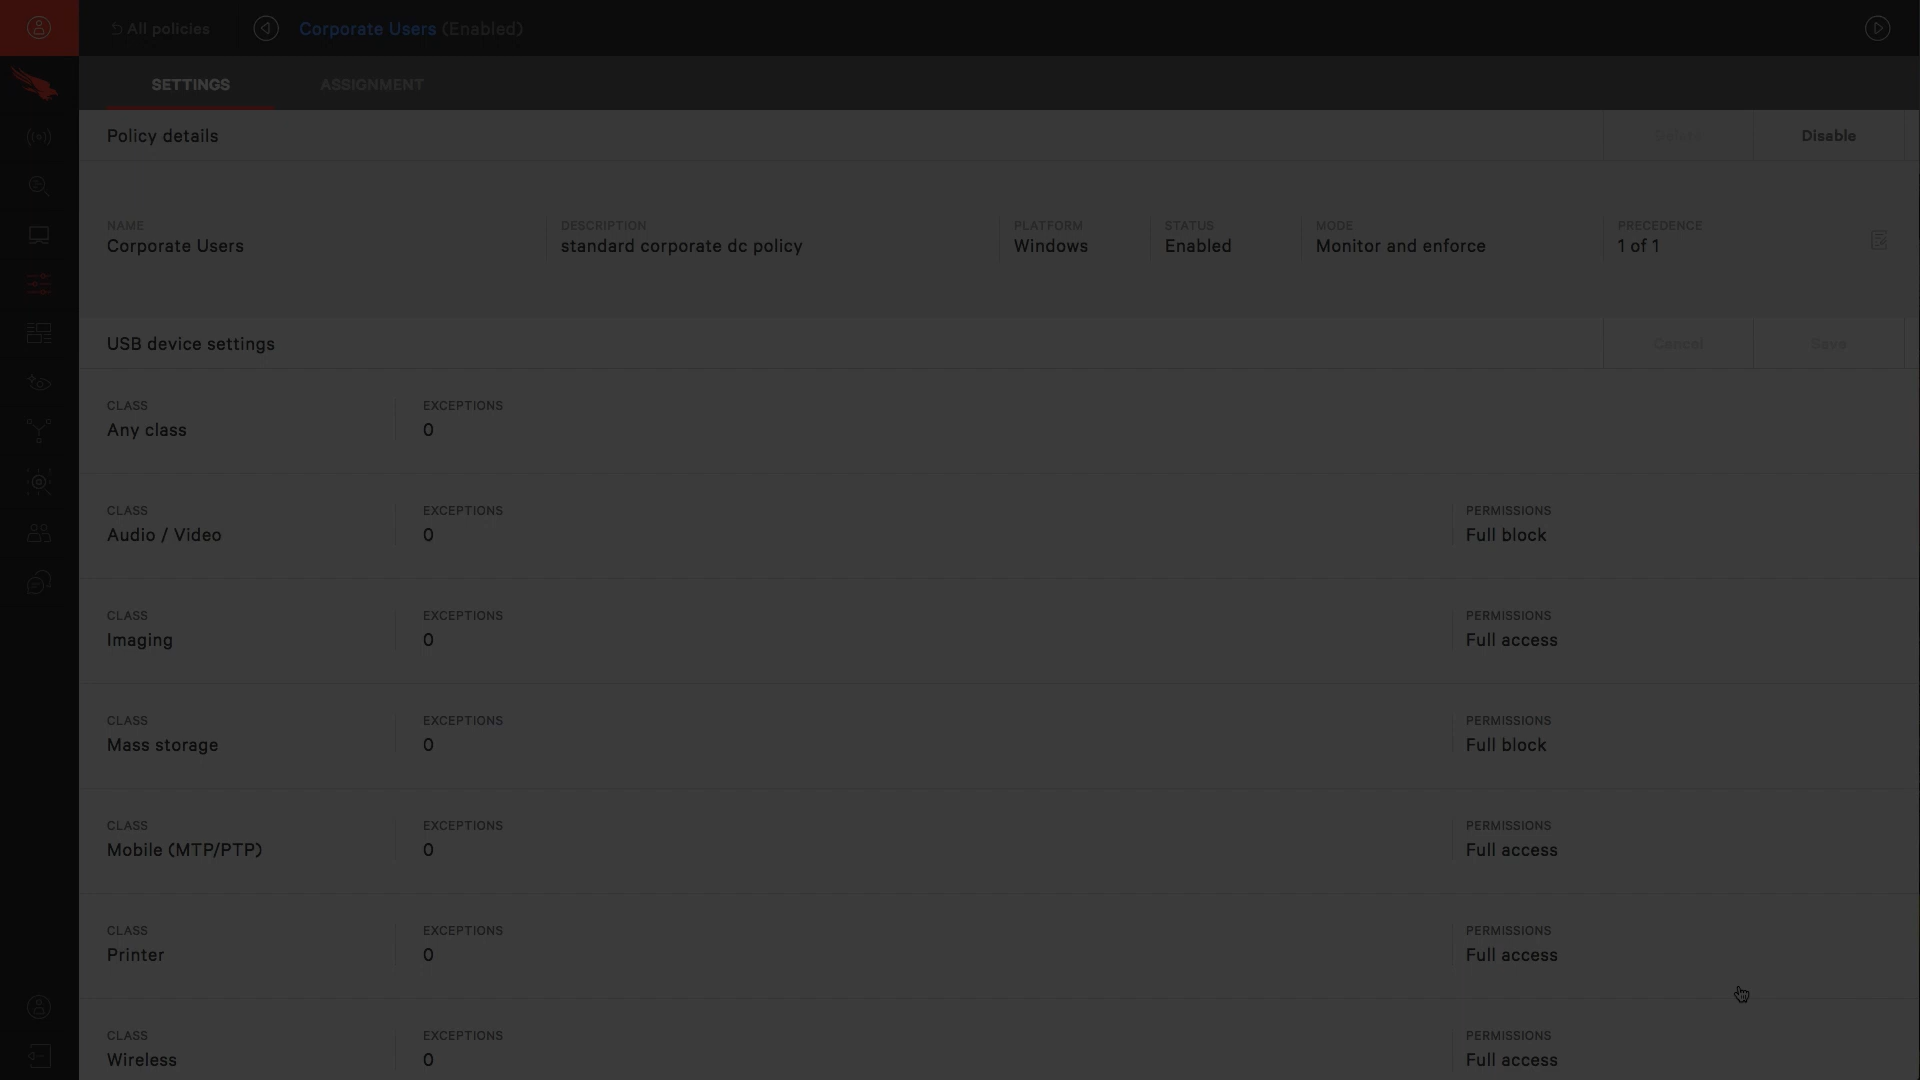 All policies
Corporate Users (Enabled)
SETTINGS ASSIGNMENT
Policy details
Delete Disable
NAME DESCRIPTION PLATFORM STATUS MODE PRECEDENCE
Corporate Users standard corporate dc policy Windows Enabled Monitor and enforce 1 of 1
USB device settings
Cancel Save
CLASS EXCEPTIONS
Any class 0
CLASS EXCEPTIONS PERMISSIONS
Audio / Video 0 Full block
CLASS EXCEPTIONS PERMISSIONS
Imaging 0 Full access
CLASS EXCEPTIONS PERMISSIONS
Mass storage 0 Full block
CLASS EXCEPTIONS PERMISSIONS
Mobile (MTP/PTP) 0 Full access
CLASS EXCEPTIONS PERMISSIONS
Printer 0 Full access
CLASS EXCEPTIONS PERMISSIONS
Wireless 0 Full access